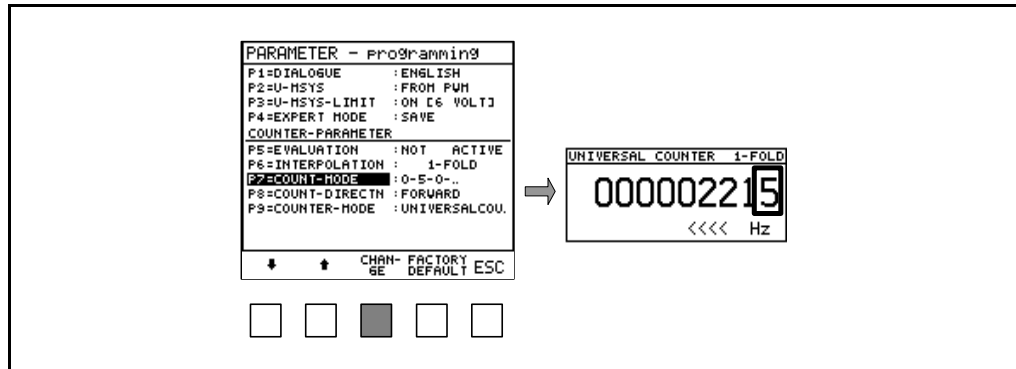 PARAMETER - programming
P1=DIALOGUE :ENGLISH
P2=U-MSYS :FROM PWM
P3=U-MSYS-LIMIT :ON [6 VOLT]
P4=EXPERT MODE :SAVE
COUNTER-PARAMETER
P5=EVALUATION :NOT ACTIVE
P6=INTERPOLATION : 1-FOLD
P7=COUNT-MODE :0-5-0-..
P8=COUNT-DIRECTN :FORWARD
P9=COUNTER-MODE :UNIVERSALCOU.
CHAN- FACTORY
GE DEFAULT ESC
UNIVERSAL COUNTER 1-FOLD
000002215
<<<< Hz